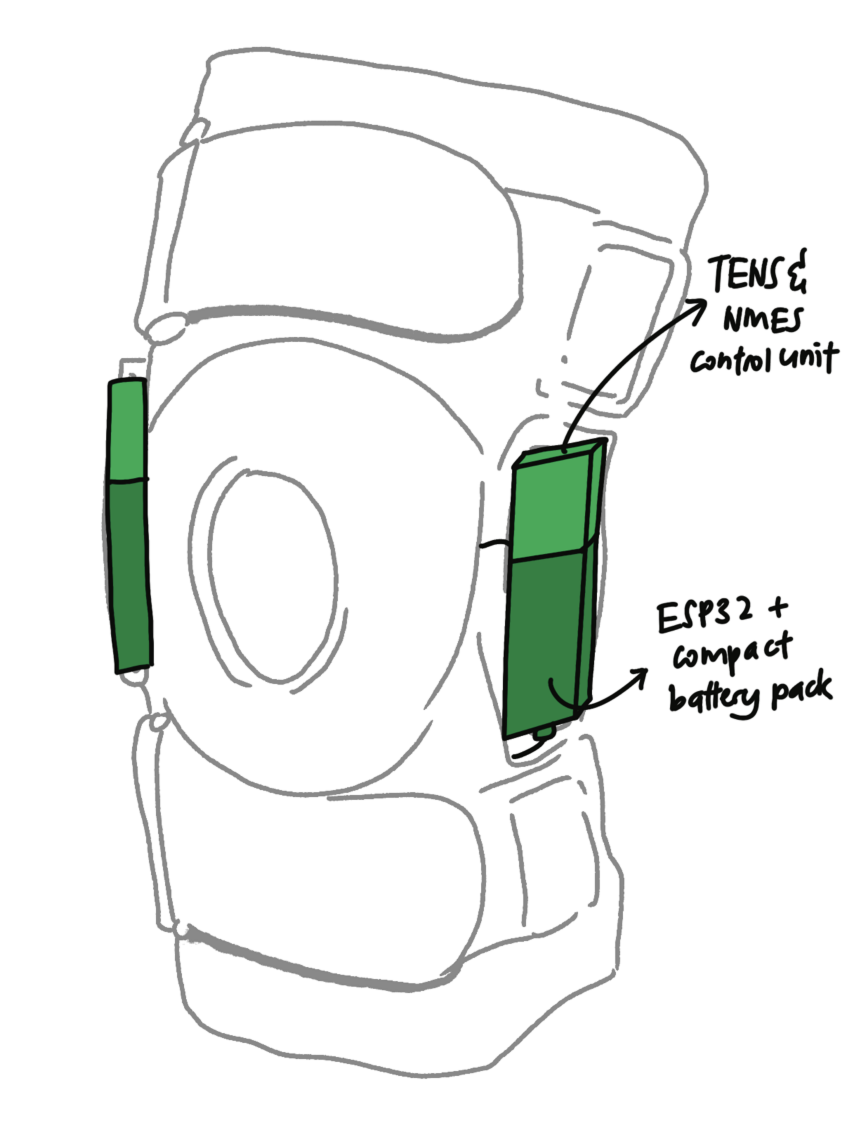 TENS &
NMES
control unit
ESP32 +
compact
battery pack